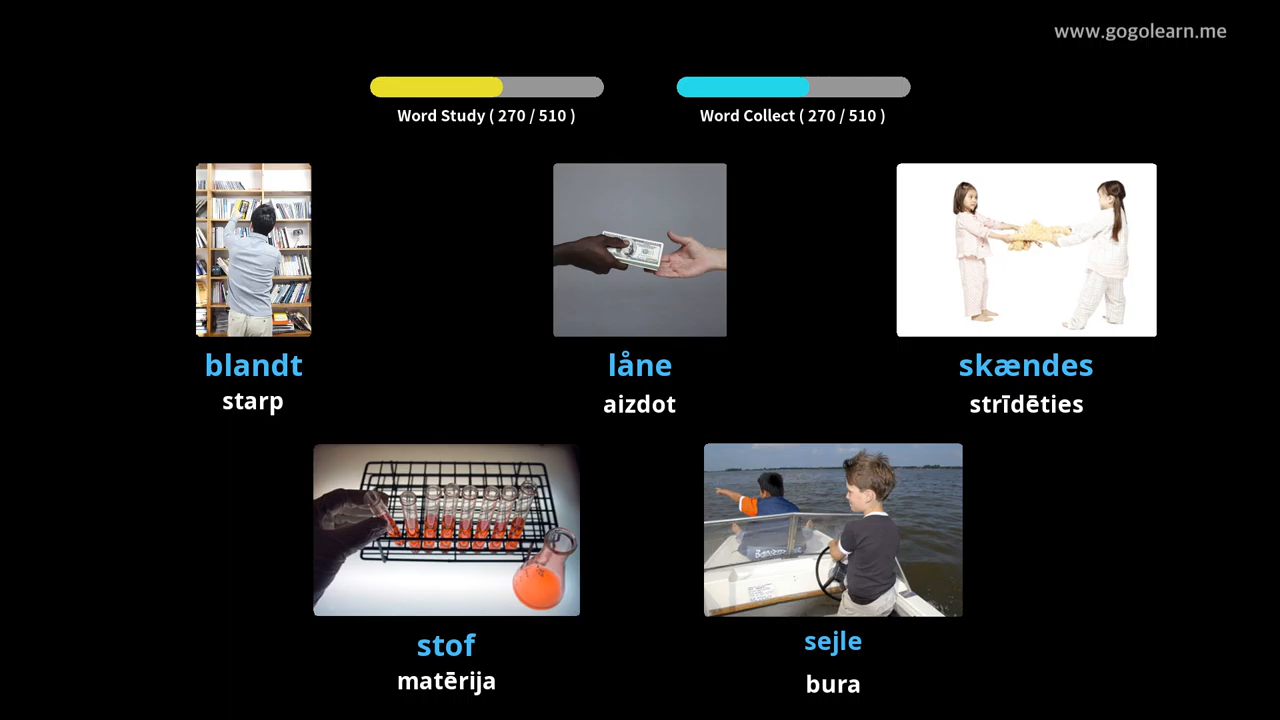 www.gogolearn.me
Word Study ( 270 / 510 )
Word Collect ( 270 / 510 )
blandt
starp
låne
aizdot
skændes
strīdēties
stof
matērija
sejle
bura